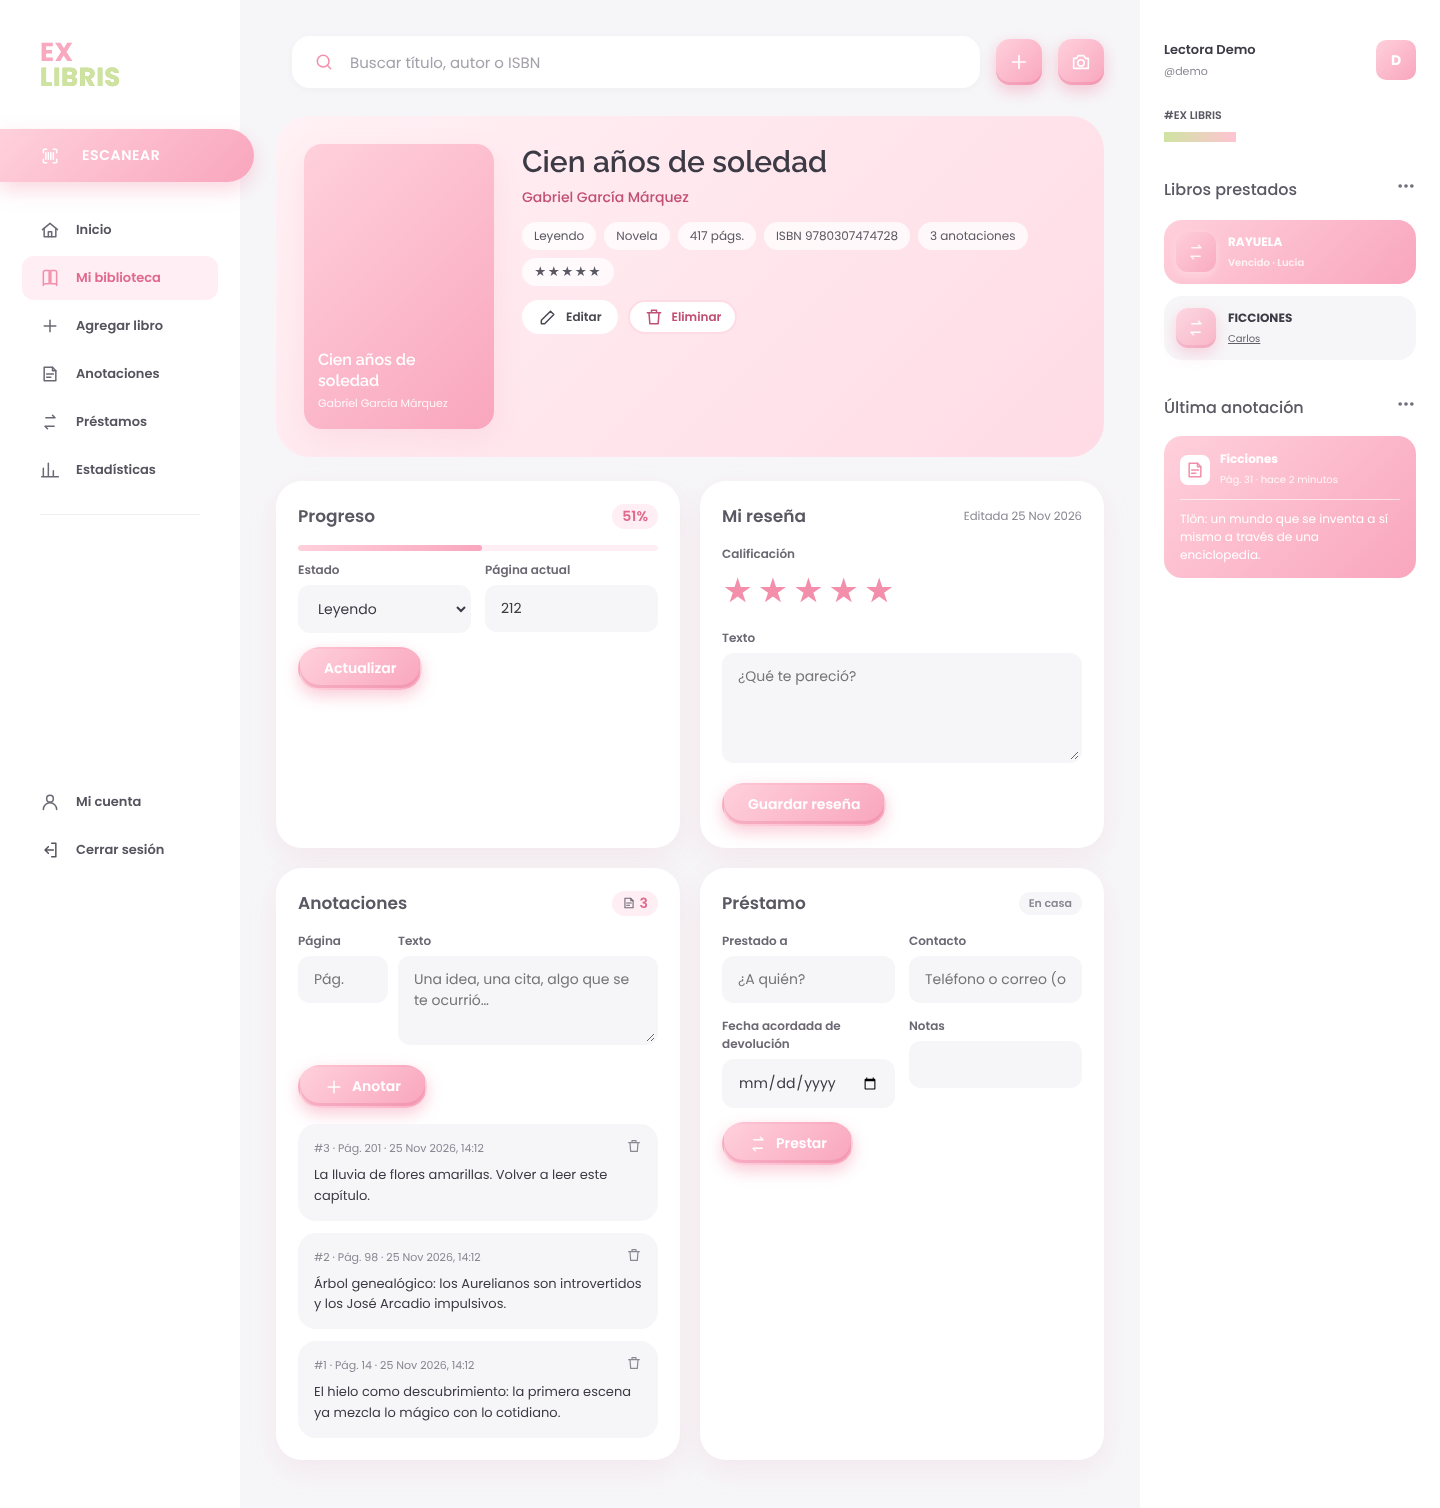 EX
LIBRIS
ESCANEAR
Inicio
Mi biblioteca
Agregar libro
Anotaciones
Préstamos
Estadísticas
Mi cuenta
Cerrar sesión
Buscar título, autor o ISBN
Cien años de
soledad
Gabriel García Márquez
Cien años de soledad
Gabriel García Márquez
Leyendo
Novela
417 págs.
ISBN 9780307474728
3 anotaciones
★★★★★
Editar
Eliminar
Progreso
51%
Estado
Página actual
Leyendo
212
Actualizar
Mi reseña
Editada 25 Nov 2026
Calificación
★★★★★
Texto
¿Qué te pareció?
Guardar reseña
Anotaciones
3
Página
Texto
Pág.
Una idea, una cita, algo que se
te ocurrió…
Anotar
#3 · Pág. 201 · 25 Nov 2026, 14:12
La lluvia de flores amarillas. Volver a leer este
capítulo.
#2 · Pág. 98 · 25 Nov 2026, 14:12
Árbol genealógico: los Aurelianos son introvertidos
y los José Arcadio impulsivos.
#1 · Pág. 14 · 25 Nov 2026, 14:12
El hielo como descubrimiento: la primera escena
ya mezcla lo mágico con lo cotidiano.
Préstamo
En casa
Prestado a
Contacto
¿A quién?
Teléfono o correo (o
Fecha acordada de
devolución
Notas
mm/dd/yyyy
Prestar
Lectora Demo
@demo
D
#EX LIBRIS
Libros prestados
RAYUELA
Vencido · Lucía
FICCIONES
Carlos
Última anotación
Ficciones
Pág. 31 · hace 2 minutos
Tlön: un mundo que se inventa a sí
mismo a través de una
enciclopedia.